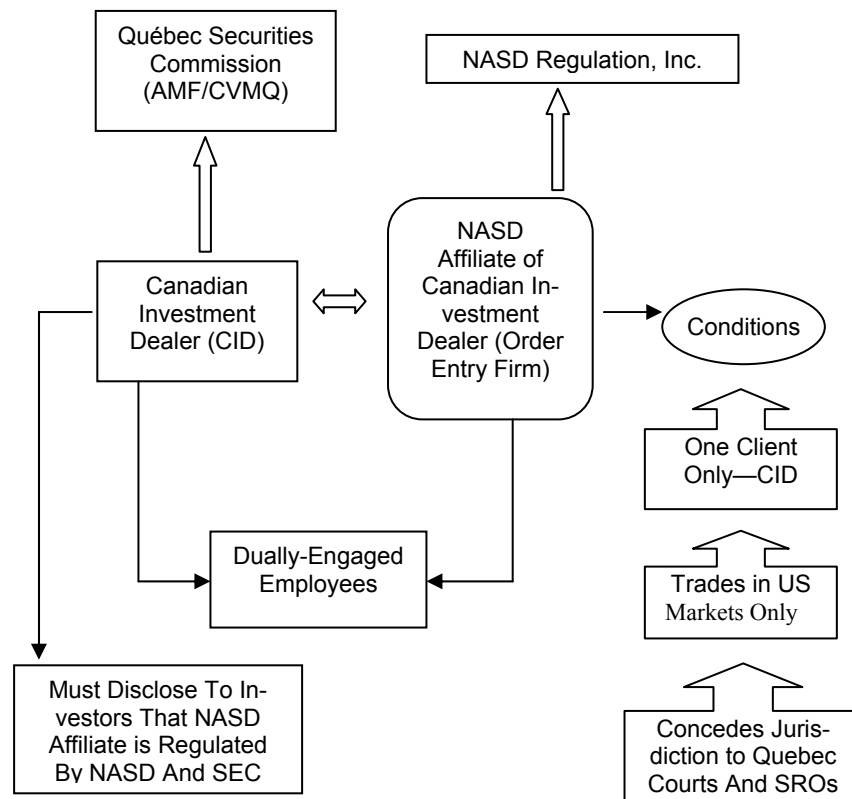 Québec Securities
Commission
(AMF/CVMQ)
NASD Regulation, Inc.
Canadian
Investment
Dealer (CID)
NASD
Affiliate of
Canadian In-
vestment
Dealer (Order
Entry Firm)
Conditions
One Client
Only—CID
Dually-Engaged
Employees
Trades in US
Markets Only
Must Disclose To In-
vestors That NASD
Affiliate is Regulated
By NASD And SEC
Concedes Juris-
diction to Quebec
Courts And SROs